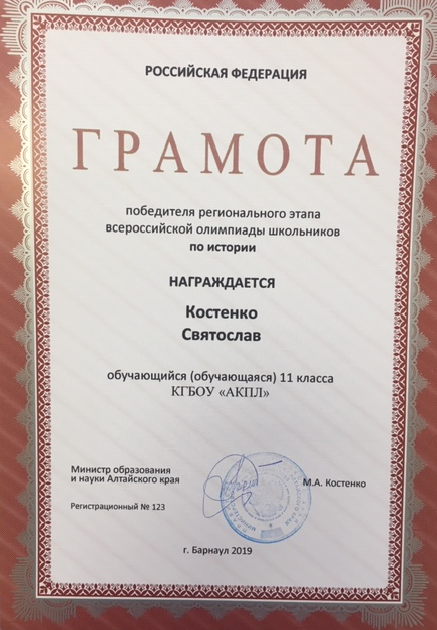 РОССИЙСКАЯ ФЕДЕРАЦИЯ
ГРАМОТА
победителя регионального этапа
всероссийской олимпиады школьников
по истории
НАГРАЖДАЕТСЯ
Костенко
Святослав
обучающийся (обучающаяся) 11 класса
КГБОУ «АКПЛ»
Министр образования
и науки Алтайского края
М.А. Костенко
Регистрационный № 123
г. Барнаул 2019